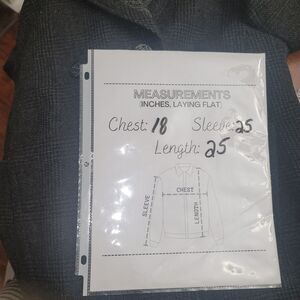 MEASUREMENTS
(INCHES, LAYING FLAT)
Chest: 18 Sleeve: 25
Length: 25
CHEST
SLEEVE
LENGTH